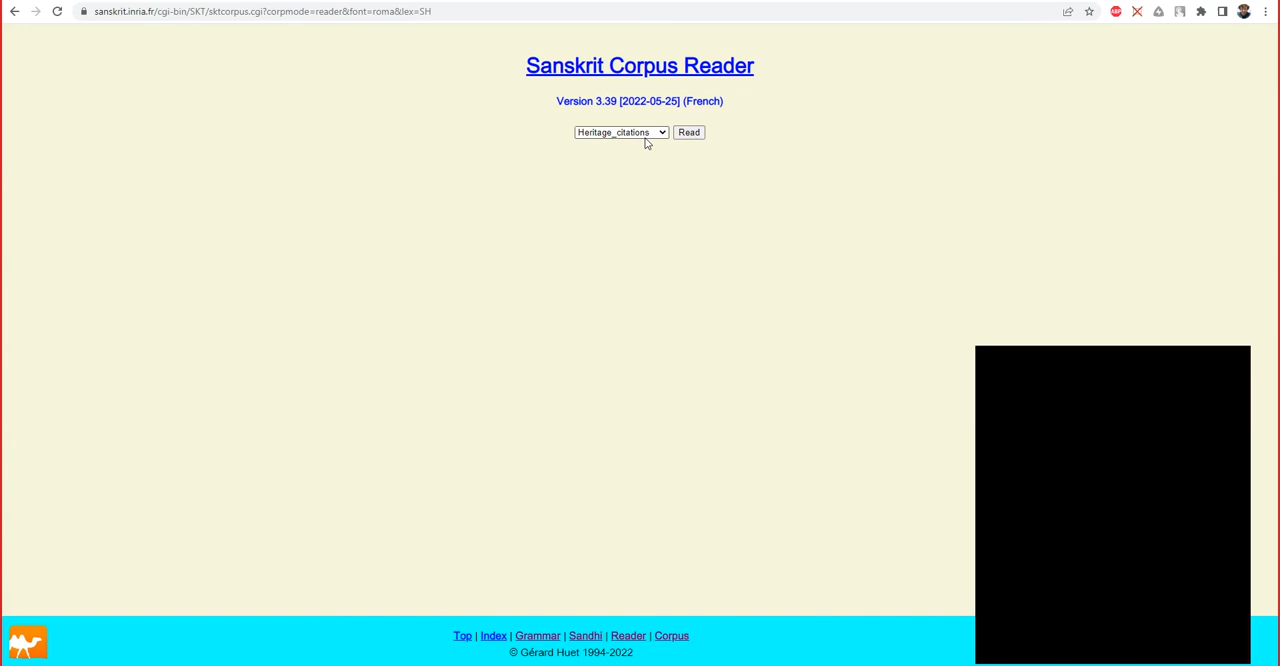 sanskrit.inria.fr/cgi-bin/SKT/sktcorpus.cgi?corpmode=reader&font=roma&lex=SH
ABP
Sanskrit Corpus Reader
Version 3.39 [2022-05-25] (French)
Heritage_citations Read
Top | Index | Grammar | Sandhi | Reader | Corpus
© Gérard Huet 1994-2022